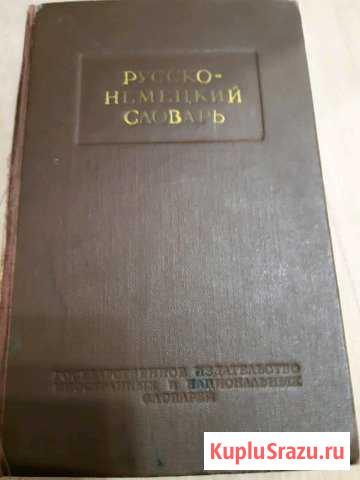 РУССКО-
НЕМЕЦКИЙ
СЛОВАРЬ
ГОСУДАРСТВЕННОЕ ИЗДАТЕЛЬСТВО
ИНОСТРАННЫХ И НАЦИОНАЛЬНЫХ
СЛОВАРЕЙ
KupluSrazu.ru